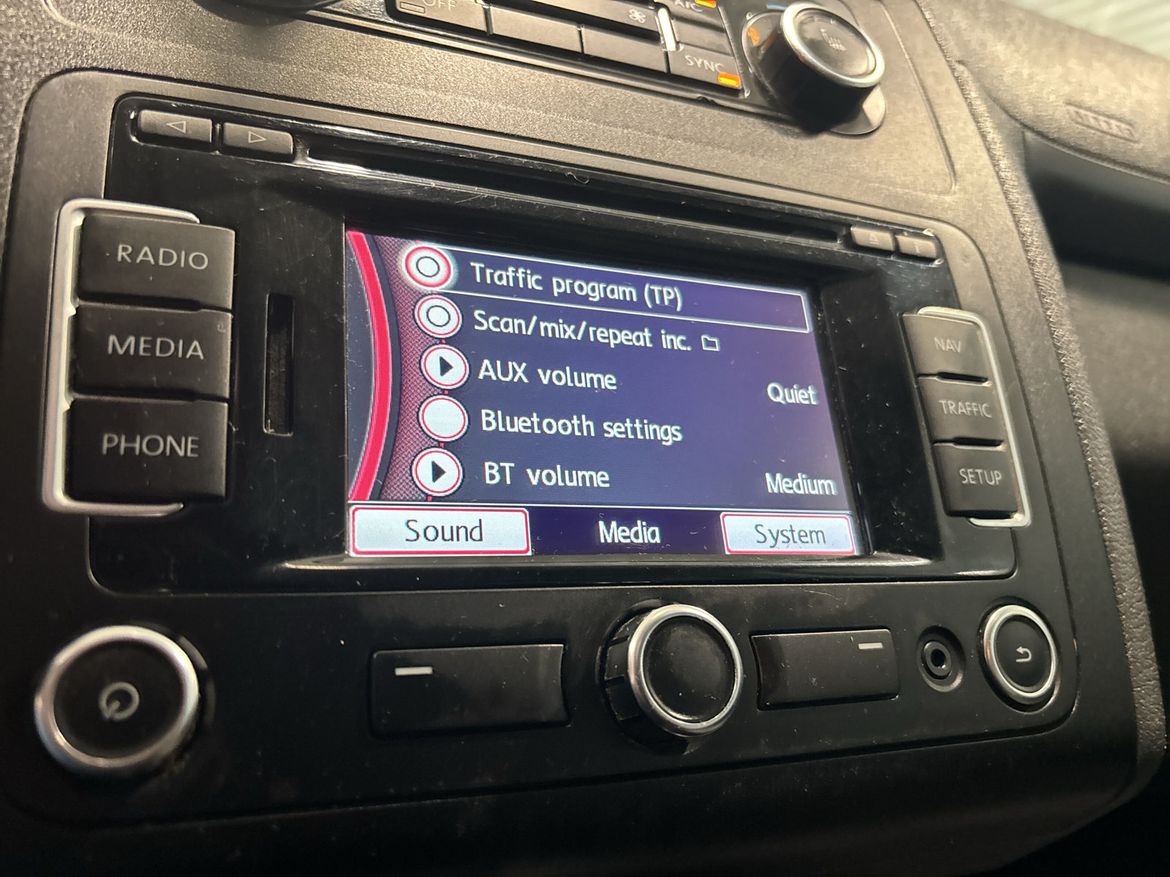 OFF
A/C
SYNC
RADIO
MEDIA
PHONE
Traffic program (TP)
Scan/mix/repeat inc.
AUX volume
Quiet
Bluetooth settings
BT volume
Medium
Sound
Media
System
NAV
TRAFFIC
SETUP